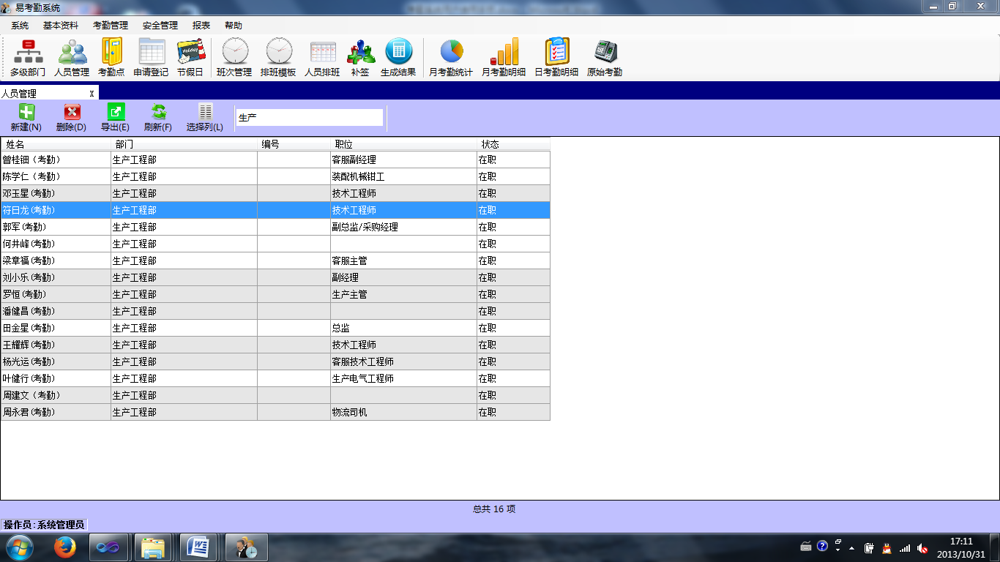 易考勤系统
系统 基本资料 考勤管理 安全管理 报表 帮助
Holiday
多级部门 人员管理 考勤点 申请登记 节假日 班次管理 排班模板 人员排班 补签 生成结果 月考勤统计 月考勤明细 日考勤明细 原始考勤
人员管理 x
新建(N) 删除(D) 导出(E) 刷新(F) 选择列(L) 生产
姓名 部门 编号 职位 状态
曾桂钿（考勤） 生产工程部 客服副经理 在职
陈学仁（考勤） 生产工程部 装配机械钳工 在职
邓玉星(考勤） 生产工程部 技术工程师 在职
符日龙(考勤） 生产工程部 技术工程师 在职
郭军(考勤） 生产工程部 副总监/采购经理 在职
何井峰(考勤） 生产工程部 在职
梁章福(考勤） 生产工程部 客服主管 在职
刘小乐(考勤） 生产工程部 副经理 在职
罗恒(考勤） 生产工程部 生产主管 在职
潘健昌(考勤） 生产工程部 在职
田金星(考勤） 生产工程部 总监 在职
王耀辉(考勤） 生产工程部 技术工程师 在职
杨光运(考勤） 生产工程部 客服技术工程师 在职
叶健行(考勤） 生产工程部 生产电气工程师 在职
周建文（考勤） 生产工程部 在职
周永君(考勤） 生产工程部 物流司机 在职
总共 16 项
操作员:系统管理员
17:11
2013/10/31